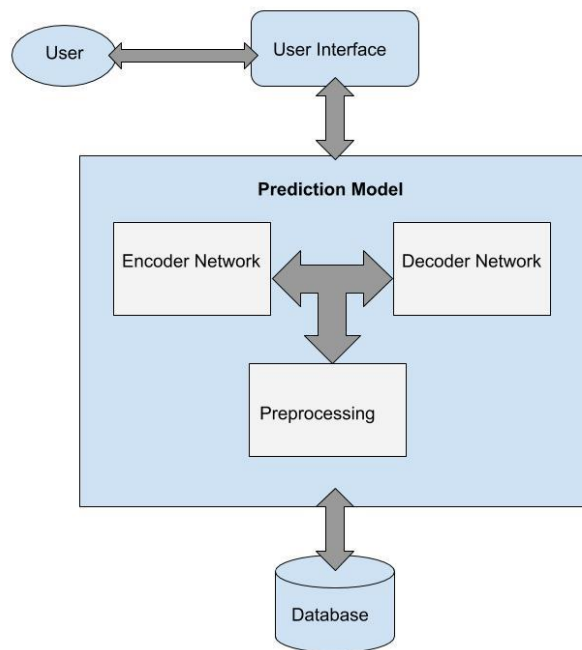 User
User Interface
Prediction Model
Encoder Network
Decoder Network
Preprocessing
Database